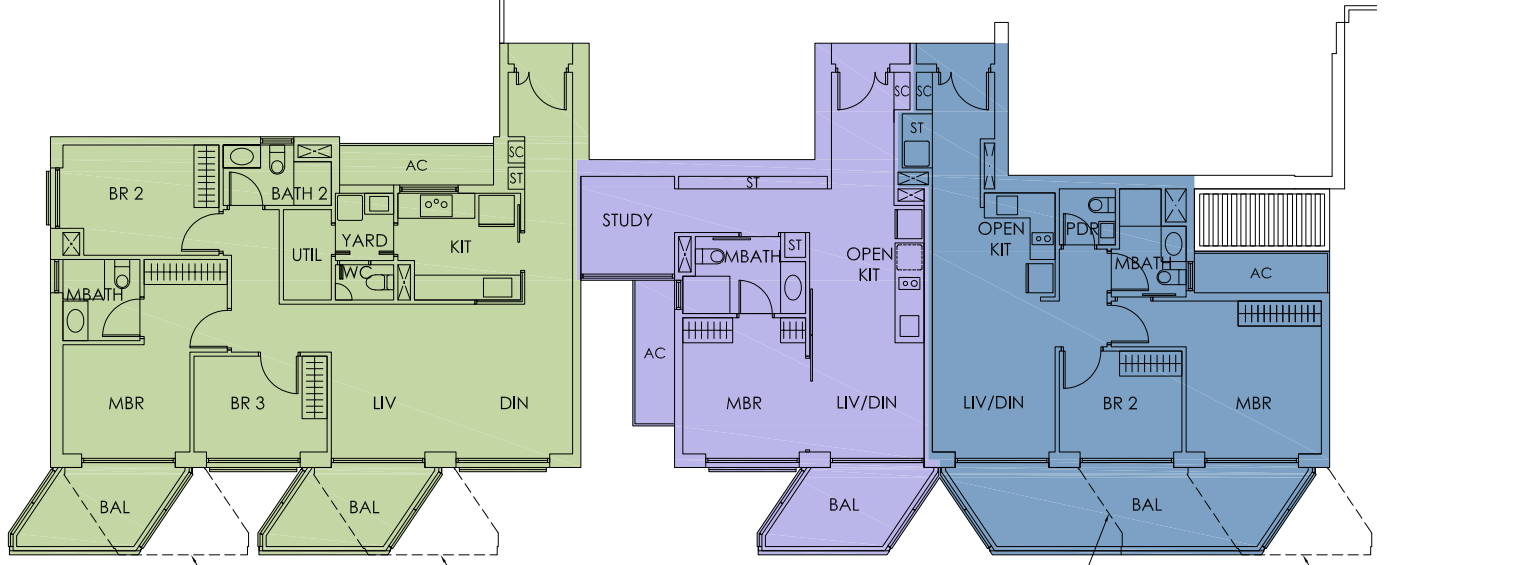 SC
SC
ST
SC
AC
ST
ST
BR 2
BATH 2
STUDY
OPEN
KIT
OPEN
KIT
PDR
YARD
KIT
UTIL
ST
MBATH
MBATH
WC
AC
MBATH
AC
MBR
BR 3
LIV
DIN
MBR
LIV/DIN
LIV/DIN
BR 2
MBR
BAL
BAL
BAL
BAL